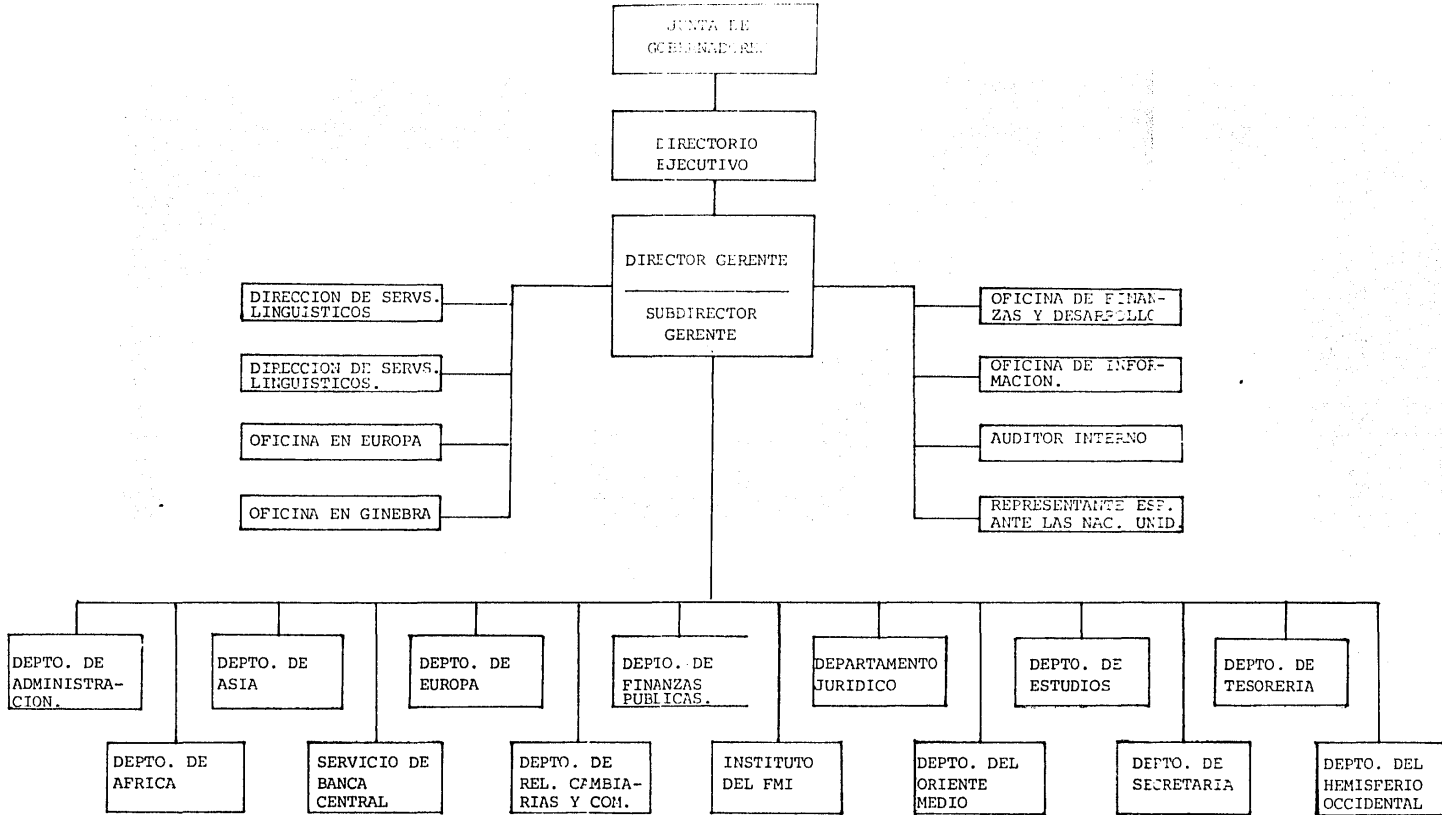 JUNTA DE
GOBERNADORES
DIRECTORIO
EJECUTIVO
DIRECTOR GERENTE
SUBDIRECTOR
GERENTE
DIRECCION DE SERVS.
LINGUISTICOS
DIRECCION DE SERVS.
LINGUISTICOS.
OFICINA EN EUROPA
OFICINA EN GINEBRA
OFICINA DE FINAN-
ZAS Y DESARROLLO
OFICINA DE INFOR-
MACION.
AUDITOR INTERNO
REPRESENTANTE ESP.
ANTE LAS NAC. UNID.
DEPTO. DE
ADMINISTRA-
CION.
DEPTO. DE
ASIA
DEPTO. DE
EUROPA
DEPTO. DE
FINANZAS
PUBLICAS.
DEPARTAMENTO
JURIDICO
DEPTO. DE
ESTUDIOS
DEPTO. DE
TESORERIA
DEPTO. DE
AFRICA
SERVICIO DE
BANCA
CENTRAL
DEPTO. DE
REL. CAMBIA-
RIAS Y COM.
INSTITUTO
DEL FMI
DEPTO. DEL
ORIENTE
MEDIO
DEPTO. DE
SECRETARIA
DEPTO. DEL
HEMISFERIO
OCCIDENTAL